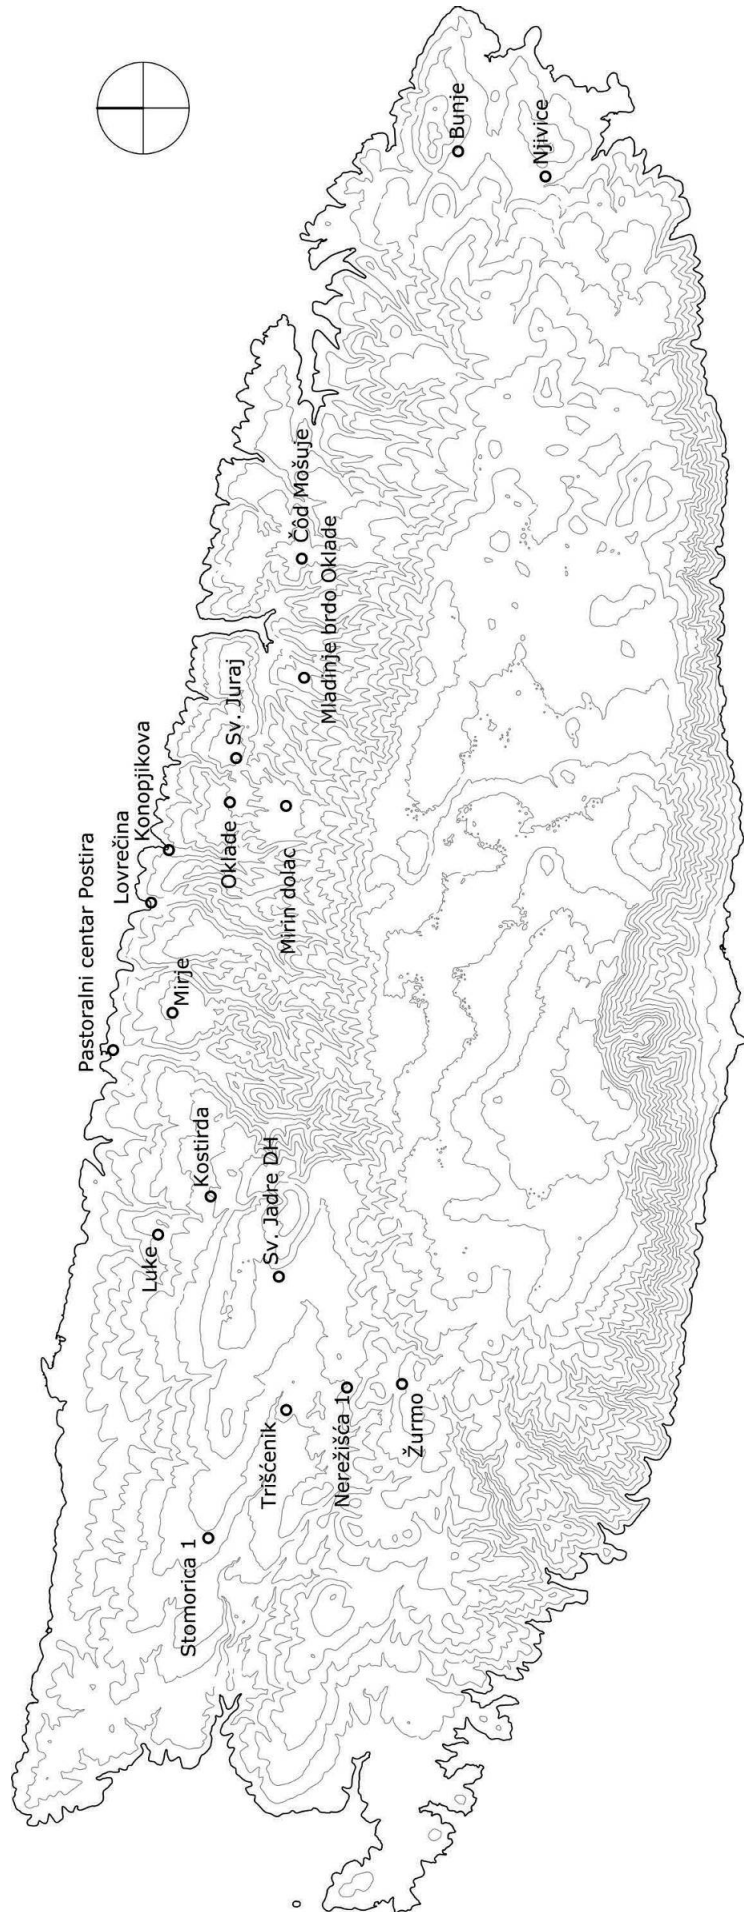 Pastoralni centar Postira
Lovrečina
Konopjikova
Mirje
Luke
Kostirda
Sv. Jadre DH
Stomorica 1
Trišćenik
Nerežišća 1
Žurmo
Oklade
Sv. Juraj
Mirin dolac
Mladinje brdo Oklade
Čôd Mošuje
Bunje
Njivice